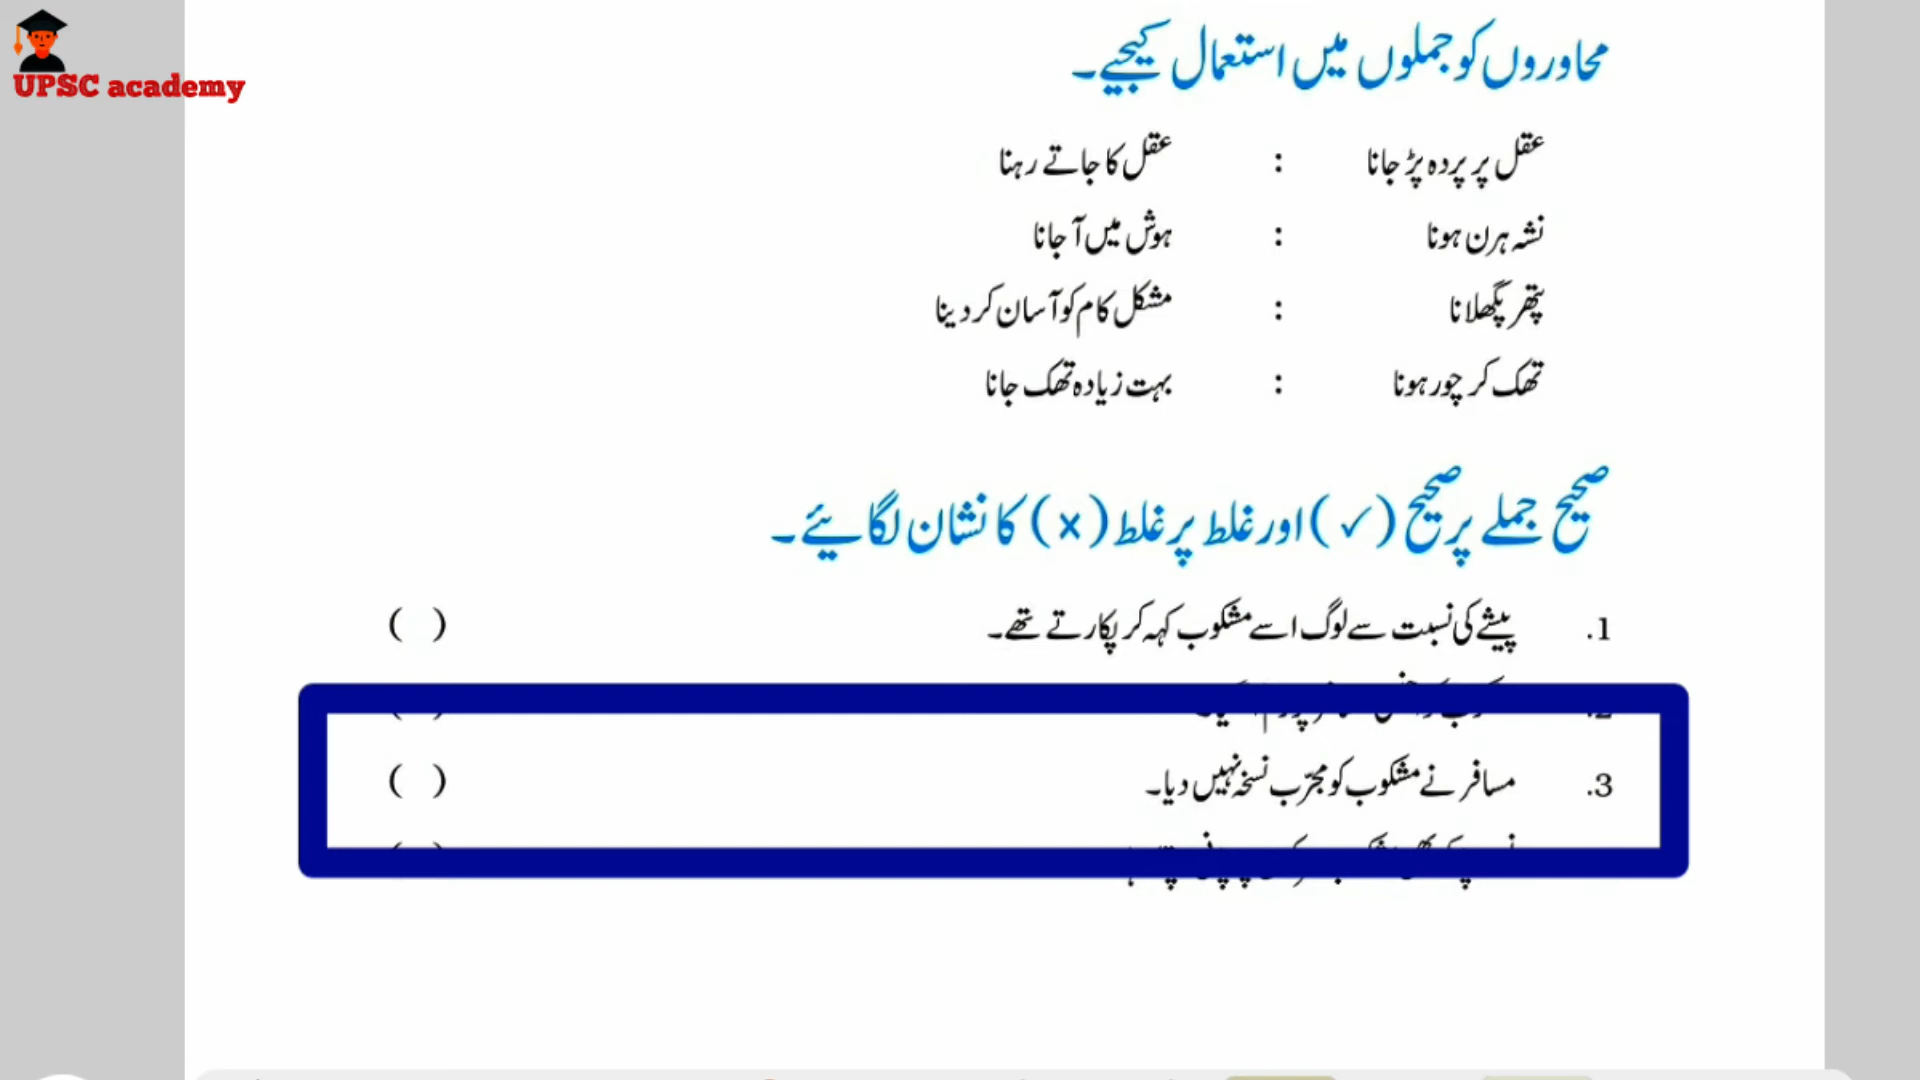 UPSC academy
محاوروں کو جملوں میں استعمال کیجیے۔
عقل پر پردہ پڑ جانا : عقل کا جاتے رہنا
نشہ ہرن ہونا : ہوش میں آ جانا
پتھر پگھلانا : مشکل کام کو آسان کر دینا
تھک کر چور ہونا : بہت زیادہ تھک جانا
صحیح جملے پر صحیح (✓) اور غلط پر غلط (×) کا نشان لگائیے۔
1. پیشے کی نسبت سے لوگ اسے مشکوب کہہ کر پکارتے تھے۔ ( )
3. مسافر نے مشکوب کو مجرّب نسخہ نہیں دیا۔ ( )